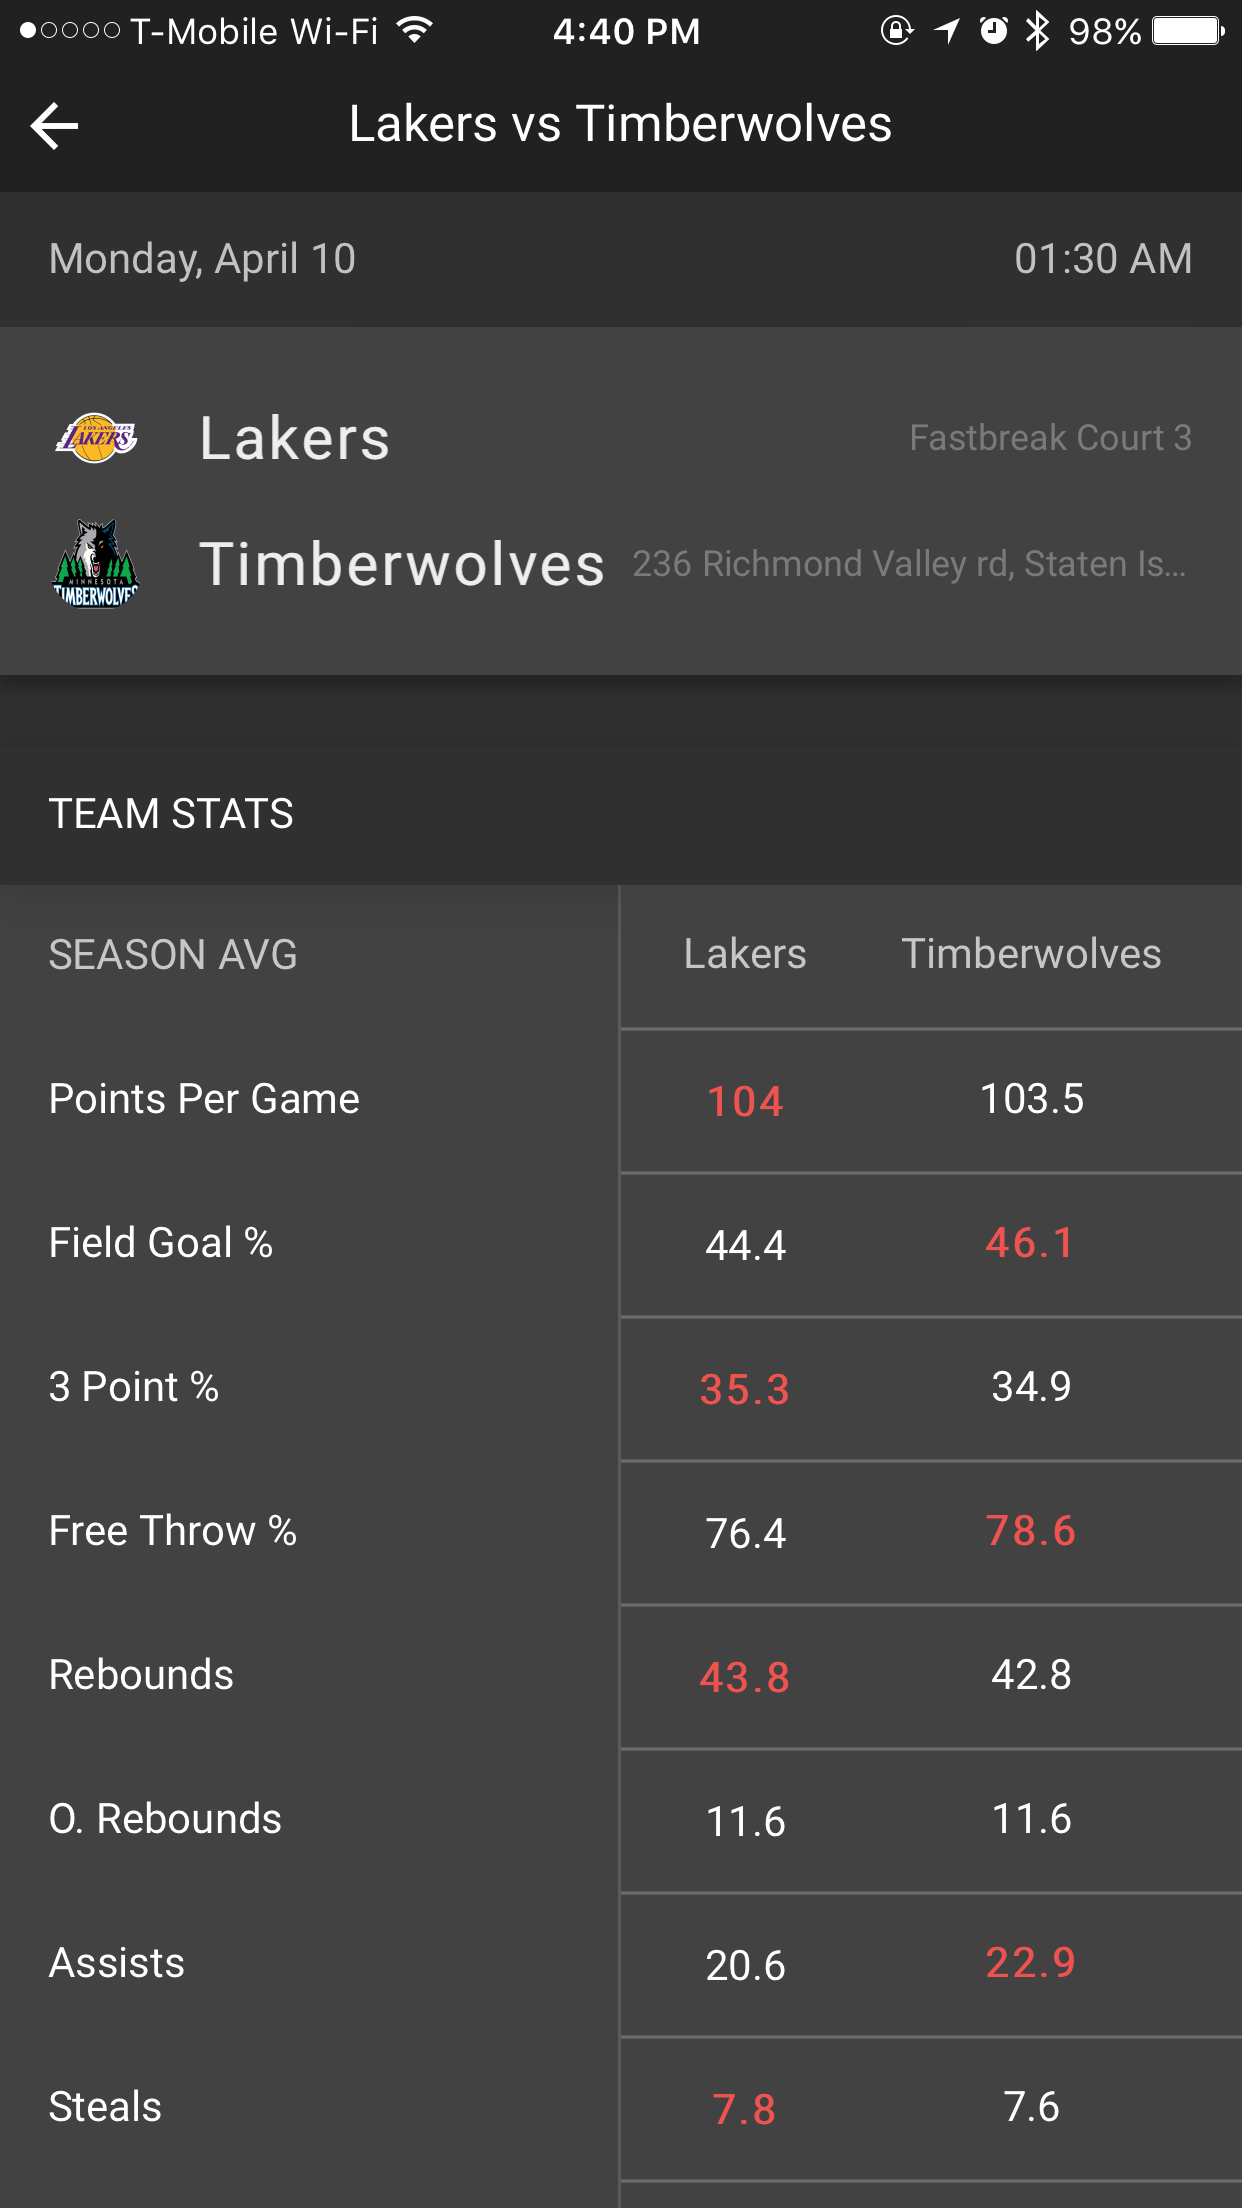 T-Mobile Wi-Fi 4:40 PM 98%
Lakers vs Timberwolves
Monday, April 10 01:30 AM
LOS ANGELES
LAKERS
Lakers Fastbreak Court 3
MINNESOTA
TIMBERWOLVES
Timberwolves 236 Richmond Valley rd, Staten Is...
TEAM STATS
SEASON AVG Lakers Timberwolves
Points Per Game 104 103.5
Field Goal % 44.4 46.1
3 Point % 35.3 34.9
Free Throw % 76.4 78.6
Rebounds 43.8 42.8
O. Rebounds 11.6 11.6
Assists 20.6 22.9
Steals 7.8 7.6